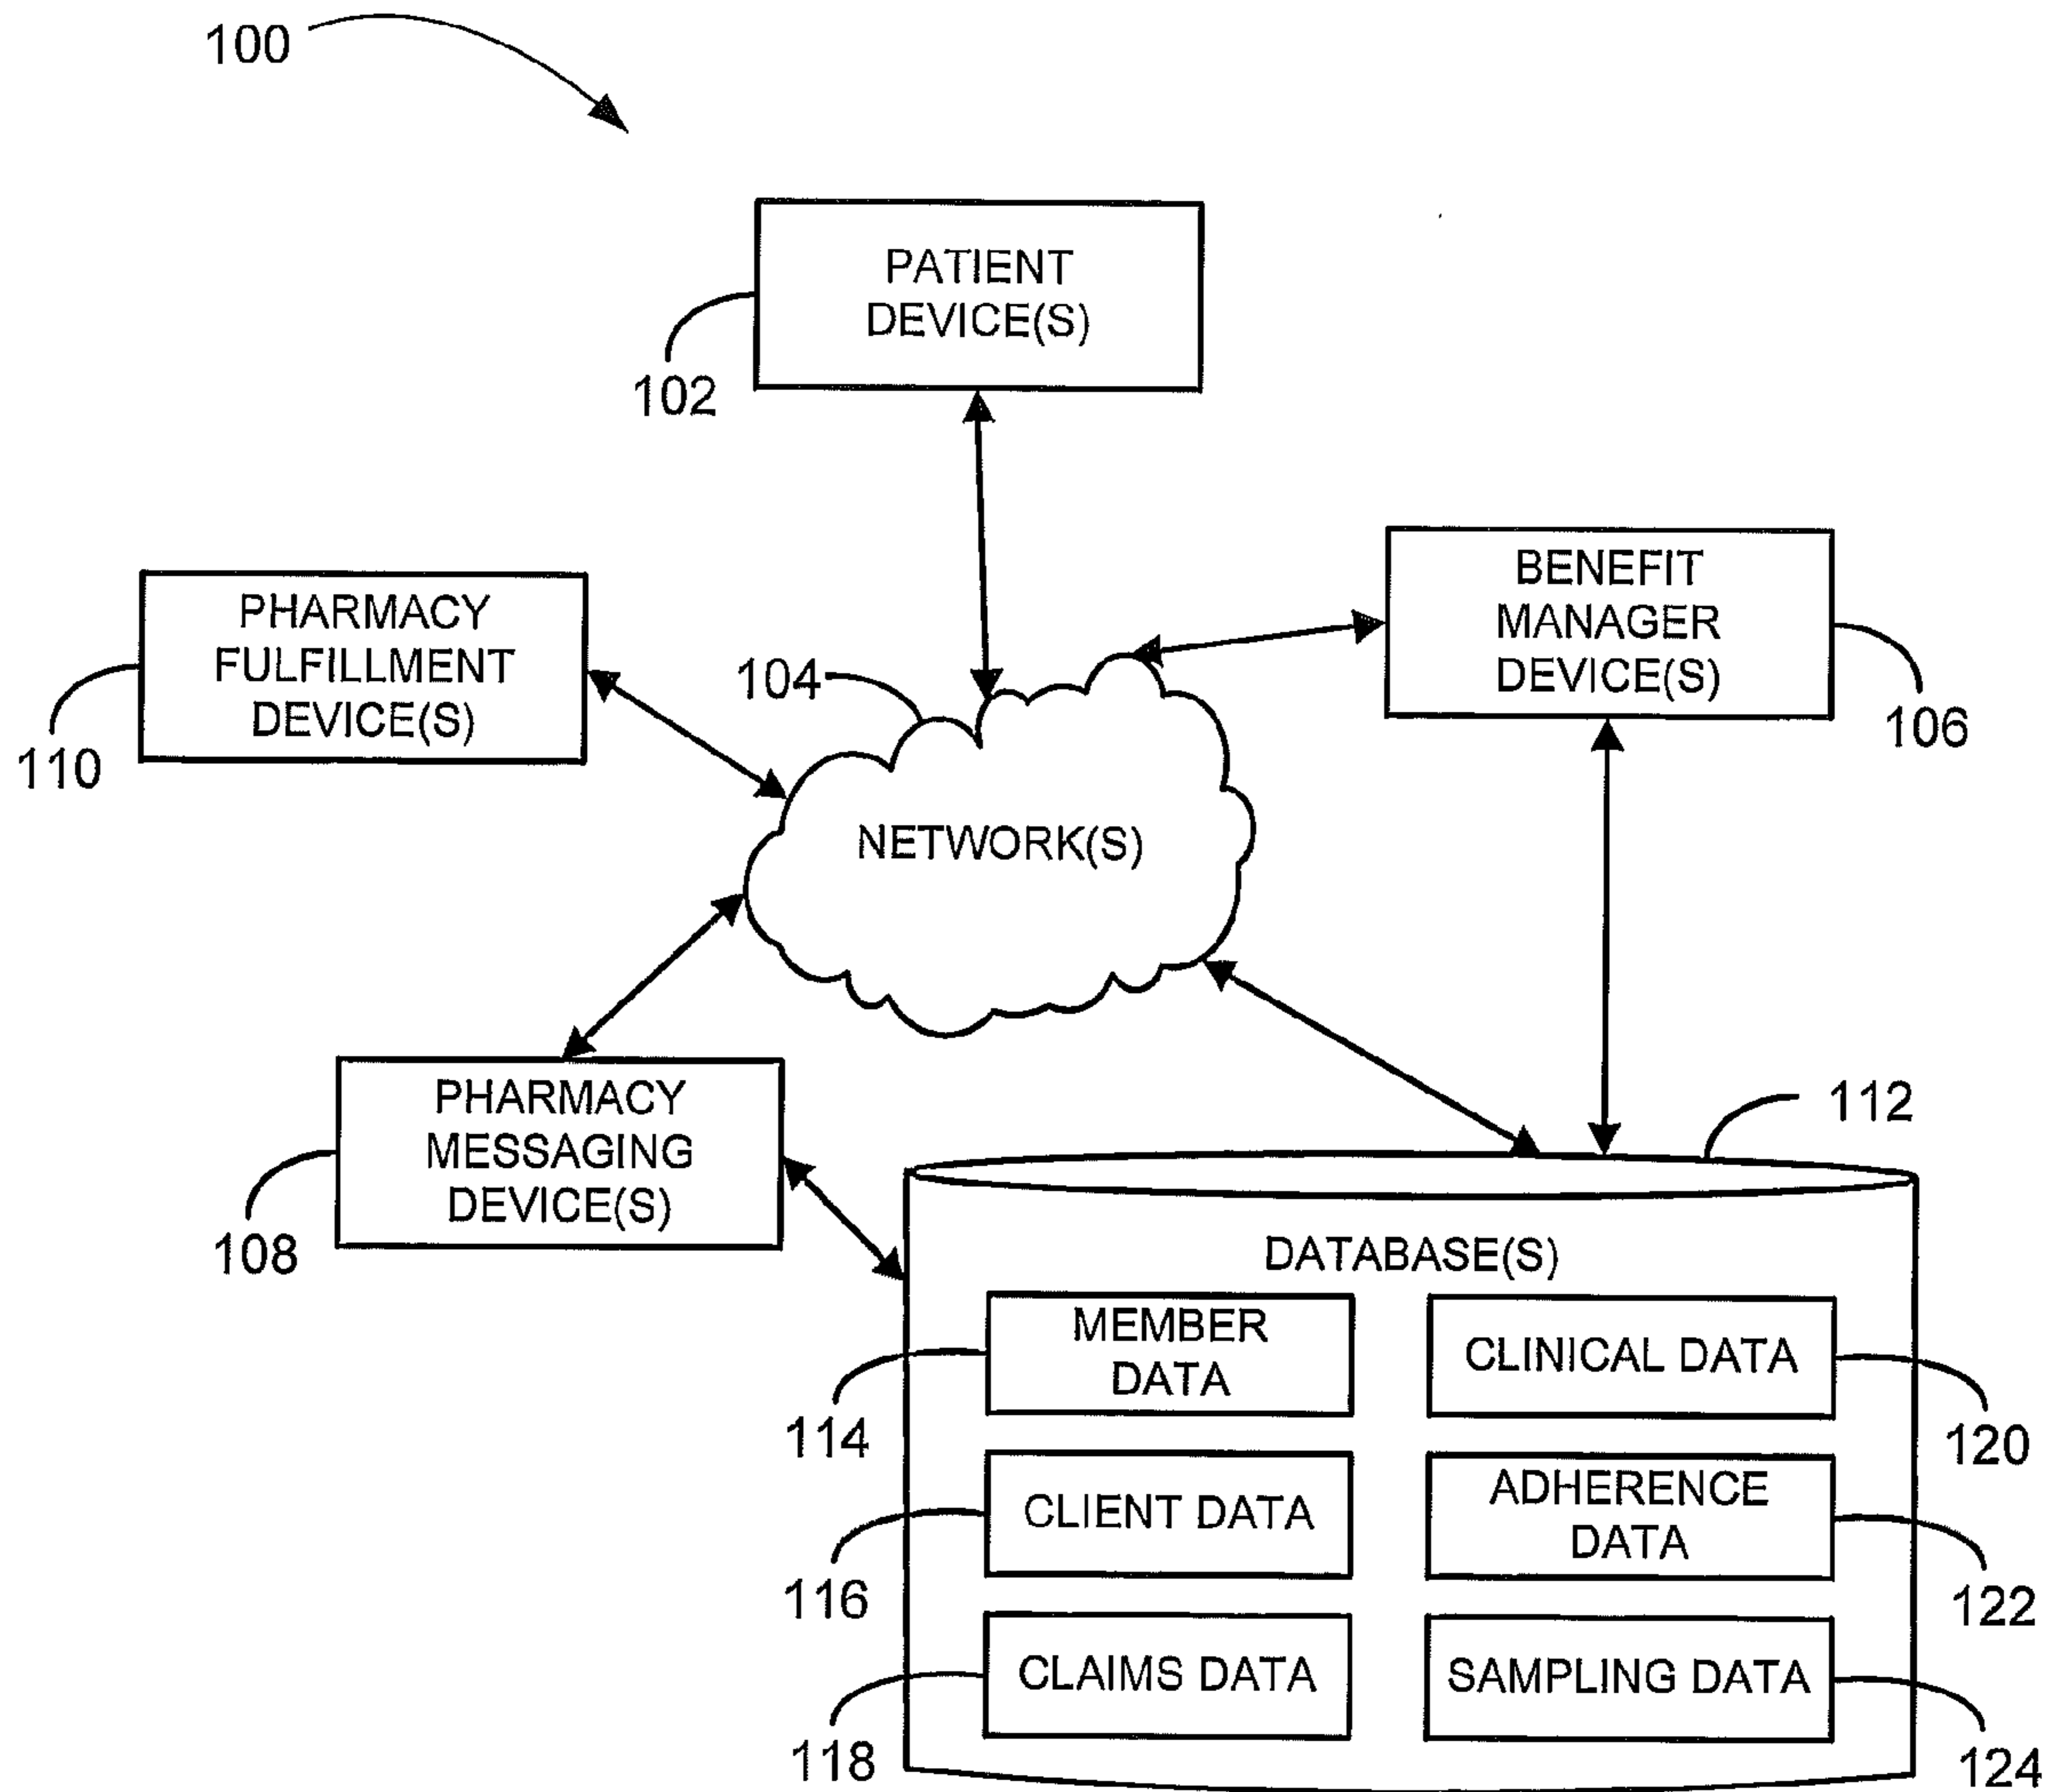 100
PATIENT
DEVICE(S)
102
BENEFIT
MANAGER
DEVICE(S)
106
PHARMACY
FULFILLMENT
DEVICE(S)
110
104
NETWORK(S)
PHARMACY
MESSAGING
DEVICE(S)
108
112
DATABASE(S)
MEMBER
DATA
114
CLINICAL DATA
120
CLIENT DATA
116
ADHERENCE
DATA
122
CLAIMS DATA
118
SAMPLING DATA
124